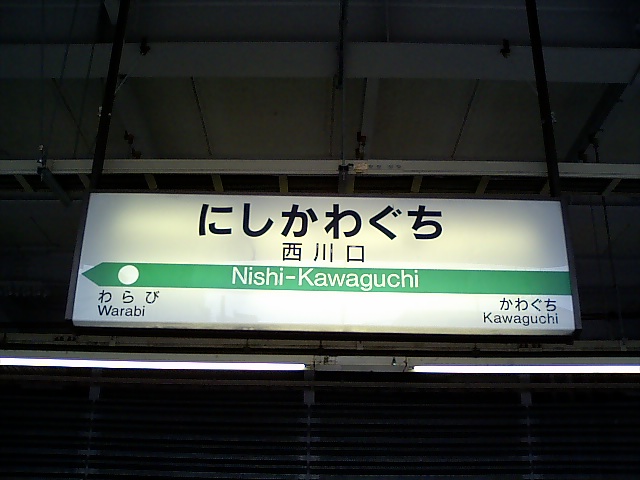 にしかわぐち
西川口
Nishi-Kawaguchi
わらび
Warabi
かわぐち
Kawaguchi